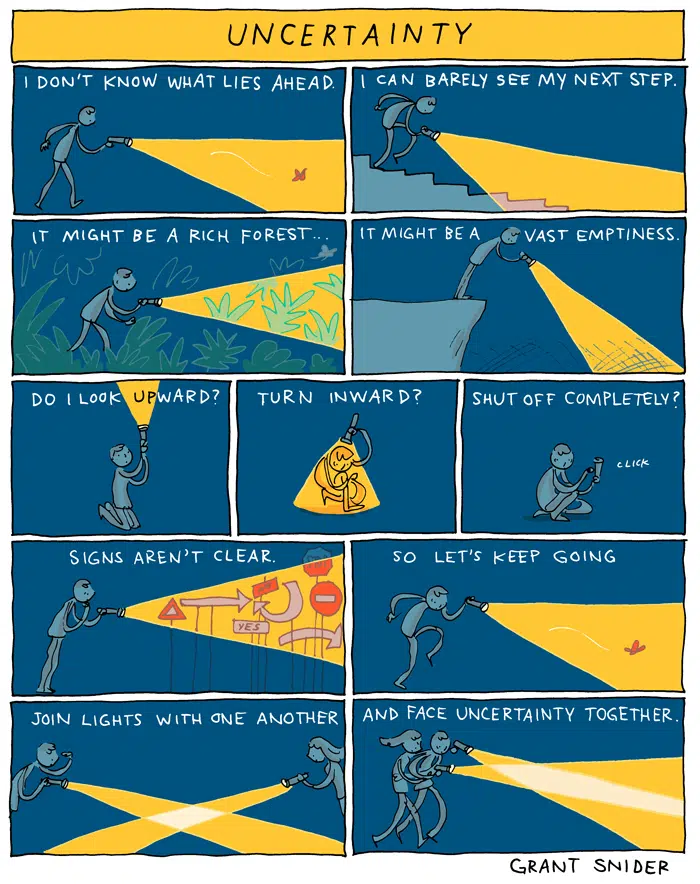 UNCERTAINTY
I DON'T KNOW WHAT LIES AHEAD.
I CAN BARELY SEE MY NEXT STEP.
IT MIGHT BE A RICH FOREST...
IT MIGHT BE A VAST EMPTINESS.
DO I LOOK UPWARD?
TURN INWARD?
SHUT OFF COMPLETELY?
CLICK
SIGNS AREN'T CLEAR.
YES
SO LET'S KEEP GOING
JOIN LIGHTS WITH ONE ANOTHER
AND FACE UNCERTAINTY TOGETHER.
GRANT SNIDER